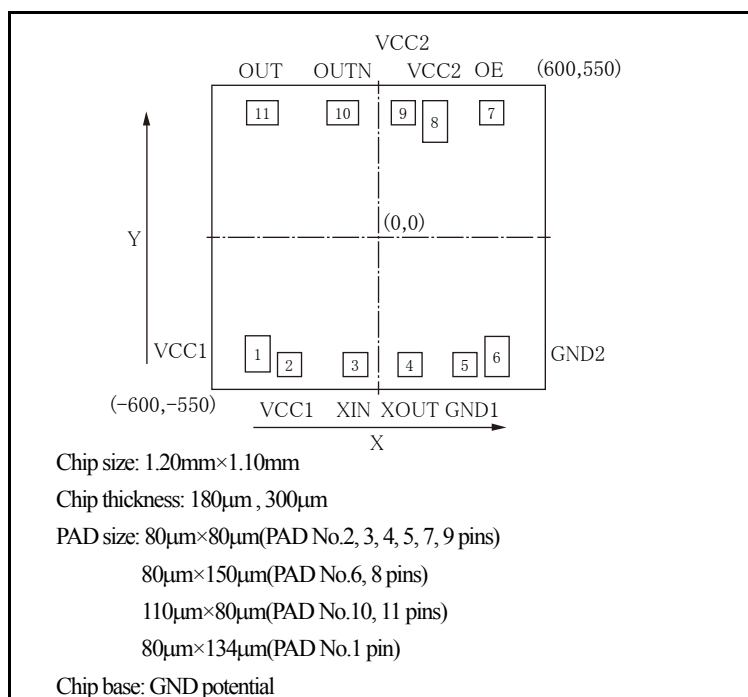 VCC2
OUT OUTN VCC2 OE (600,550)
11 10 9 8 7
(0,0)
Y
VCC1 1 2 3 4 5 6 GND2
(-600,-550) VCC1 XIN XOUT GND1
X
Chip size: 1.20mm×1.10mm
Chip thickness: 180μm , 300μm
PAD size: 80μm×80μm(PAD No.2, 3, 4, 5, 7, 9 pins)
80μm×150μm(PAD No.6, 8 pins)
110μm×80μm(PAD No.10, 11 pins)
80μm×134μm(PAD No.1 pin)
Chip base: GND potential